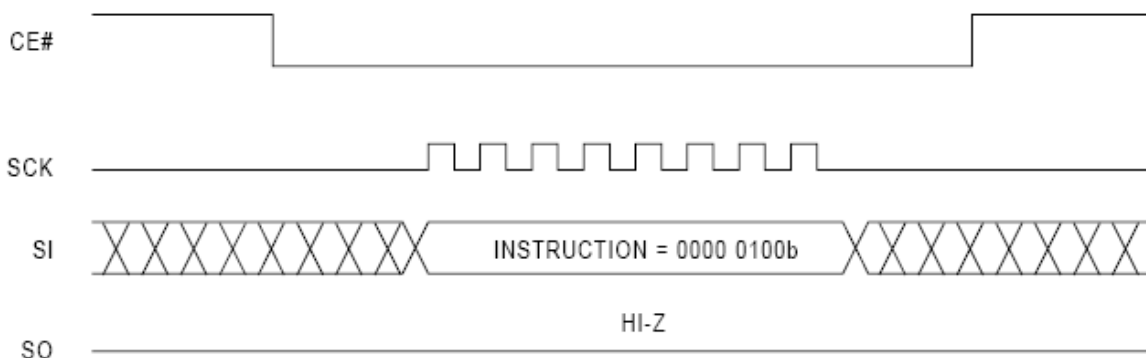 CE#
SCK
SI
INSTRUCTION = 0000 0100b
HI-Z
SO